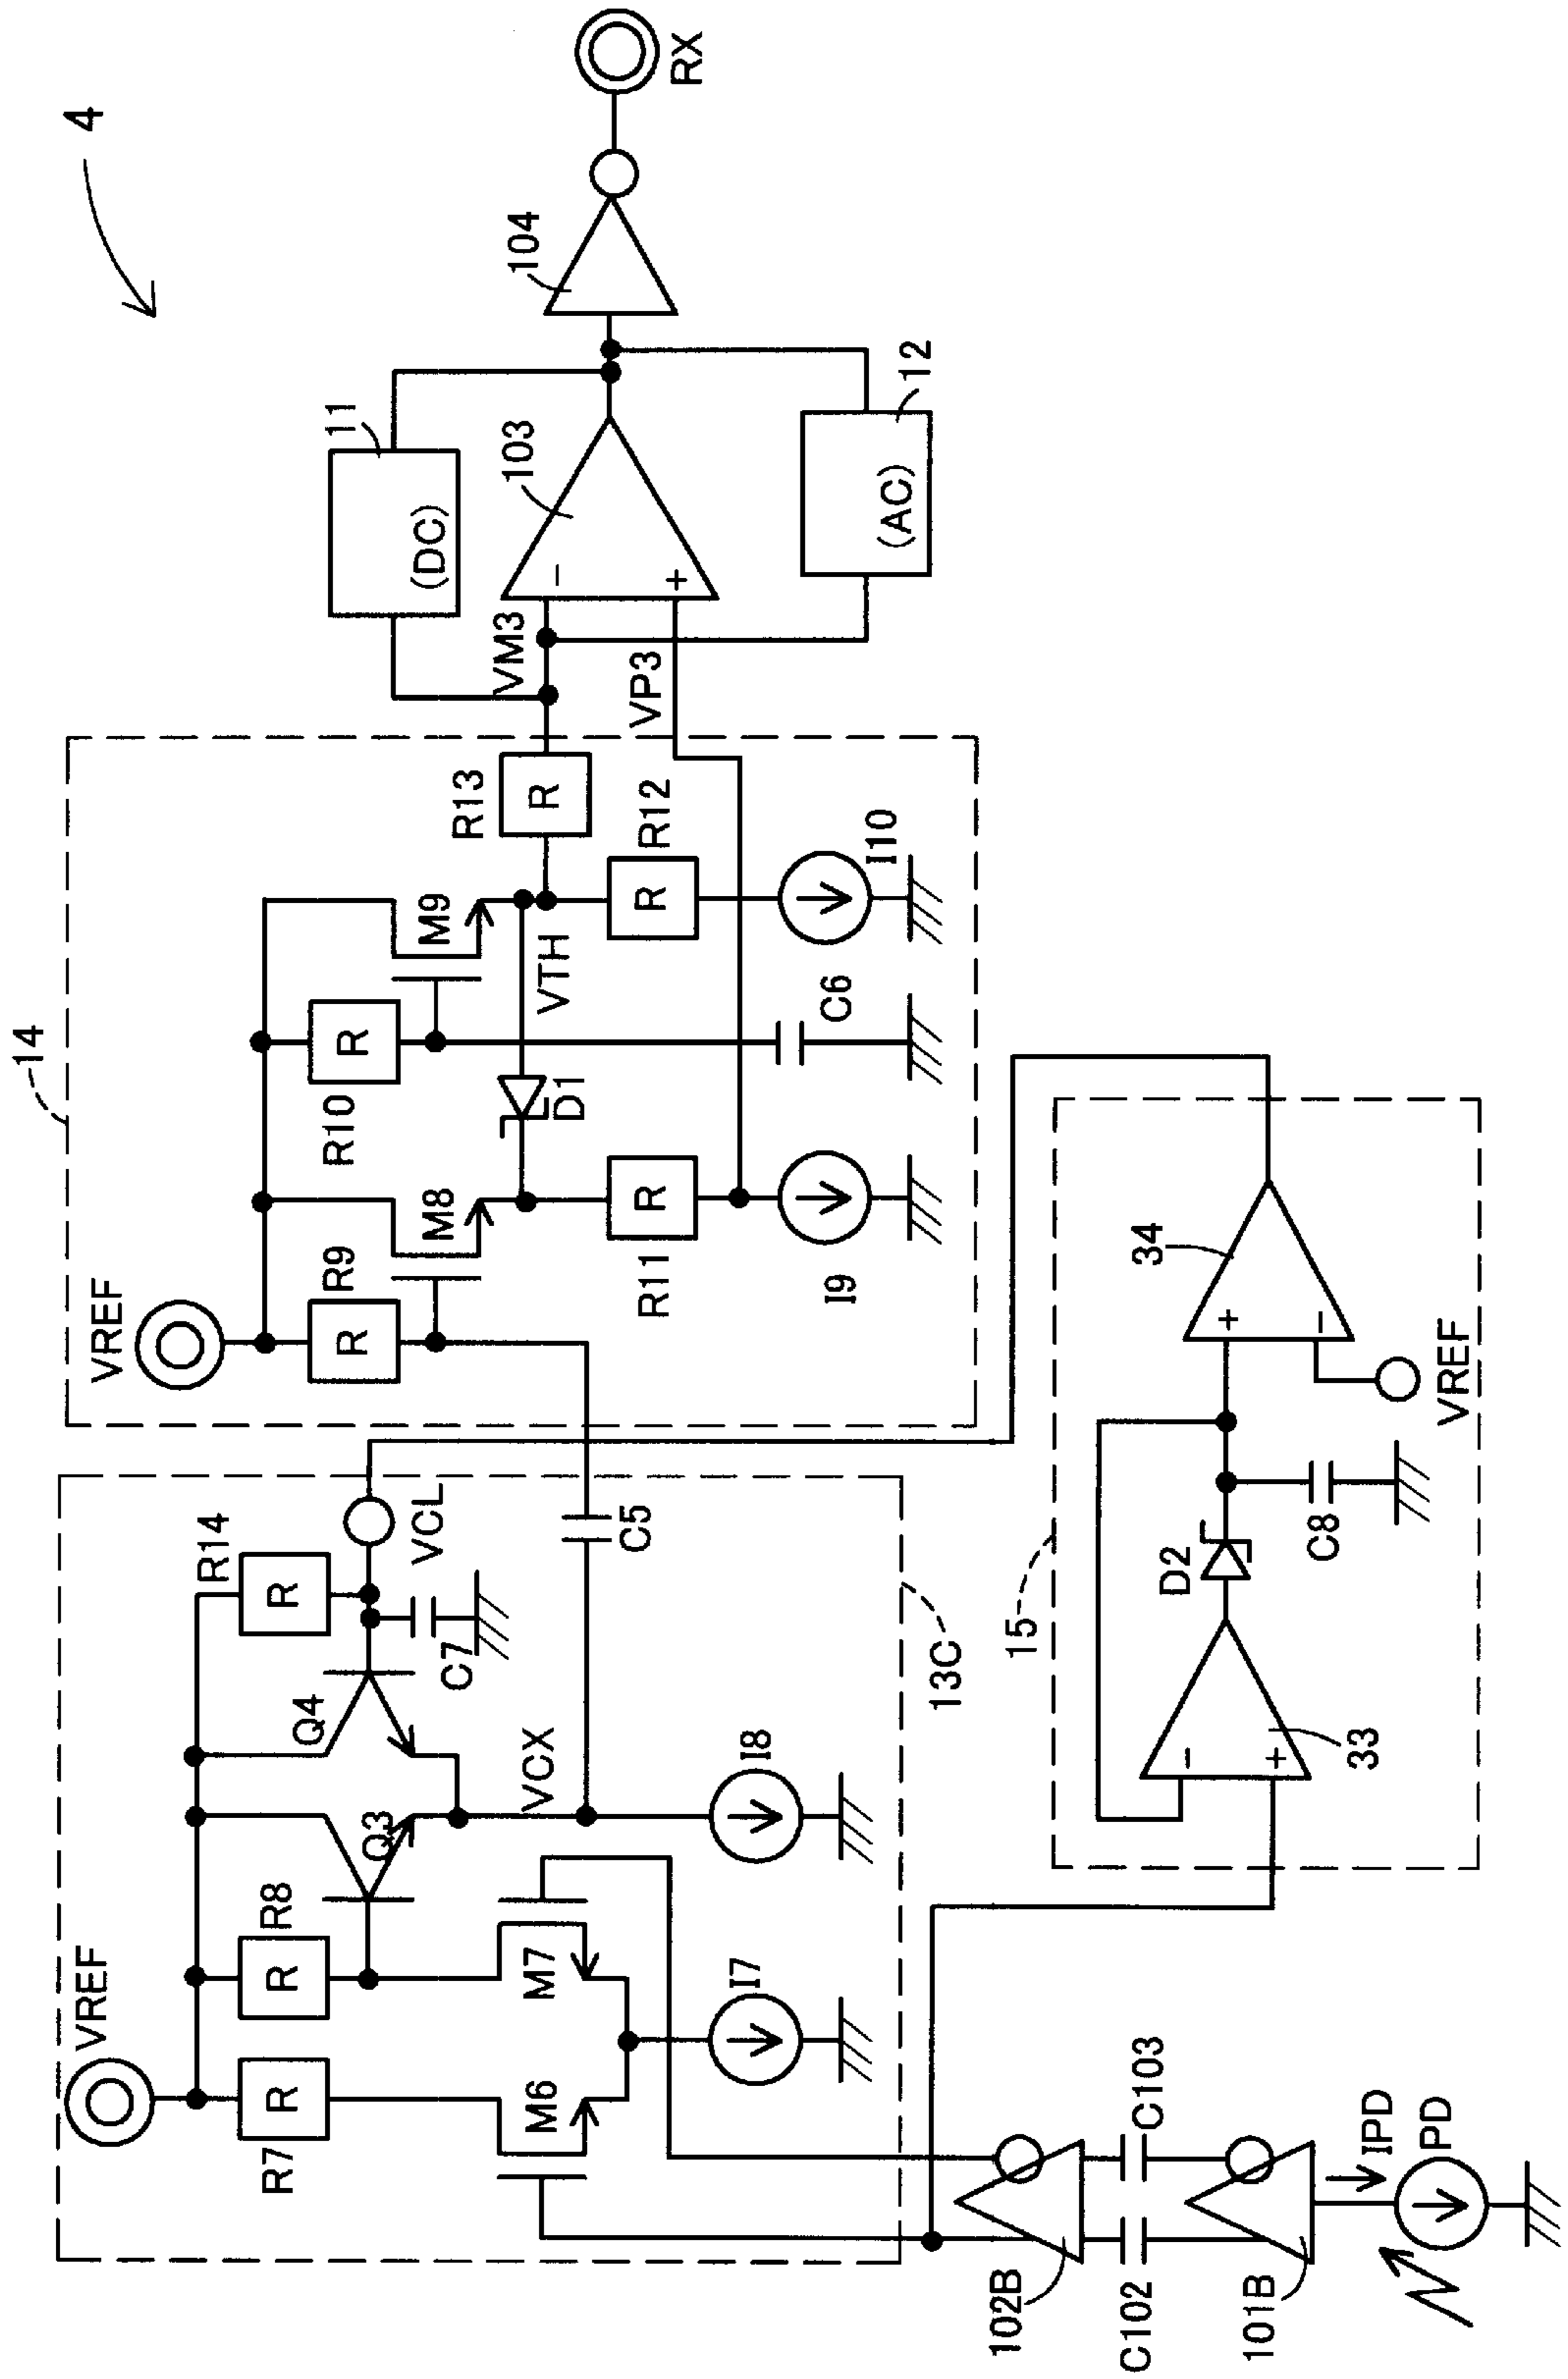 4
RX
104
12
11
(DC)
103
(AC)
−
+
VM3
VP3
14
R13
R
R12
R
I10
M9
VTH
C6
R
R10
D1
M8
R
R11
I9
VREF
R9
R
34
+
−
VREF
15
D2
C8
33
−
+
R14
R
VCL
C7
C5
13C
Q4
Q3
VCX
I8
VREF
R8
R
M7
I7
R7
R
M6
102B
C102
C103
101B
IPD
PD